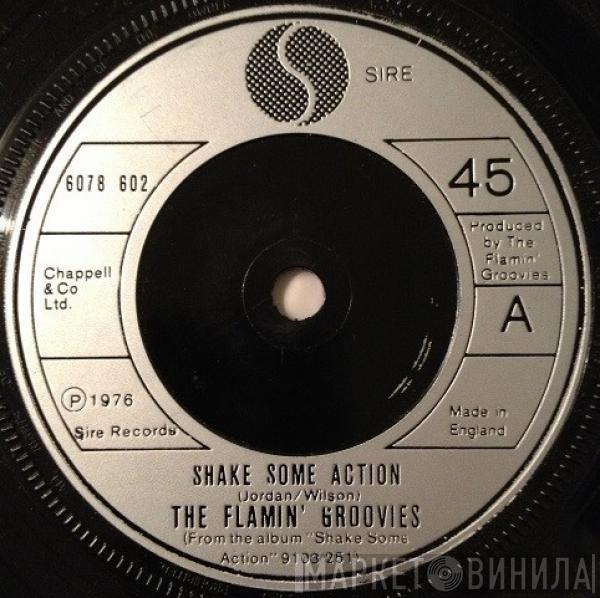 SIRE
6078 602
45
Produced
by The
Flamin'
Groovies
Chappell
& Co
Ltd.
A
℗ 1976
Sire Records
Made in
England
SHAKE SOME ACTION
(Jordan/Wilson)
THE FLAMIN' GROOVIES
(From the album "Shake Some
Action" 9103 251)
МАРКЕТ ВИНИЛА